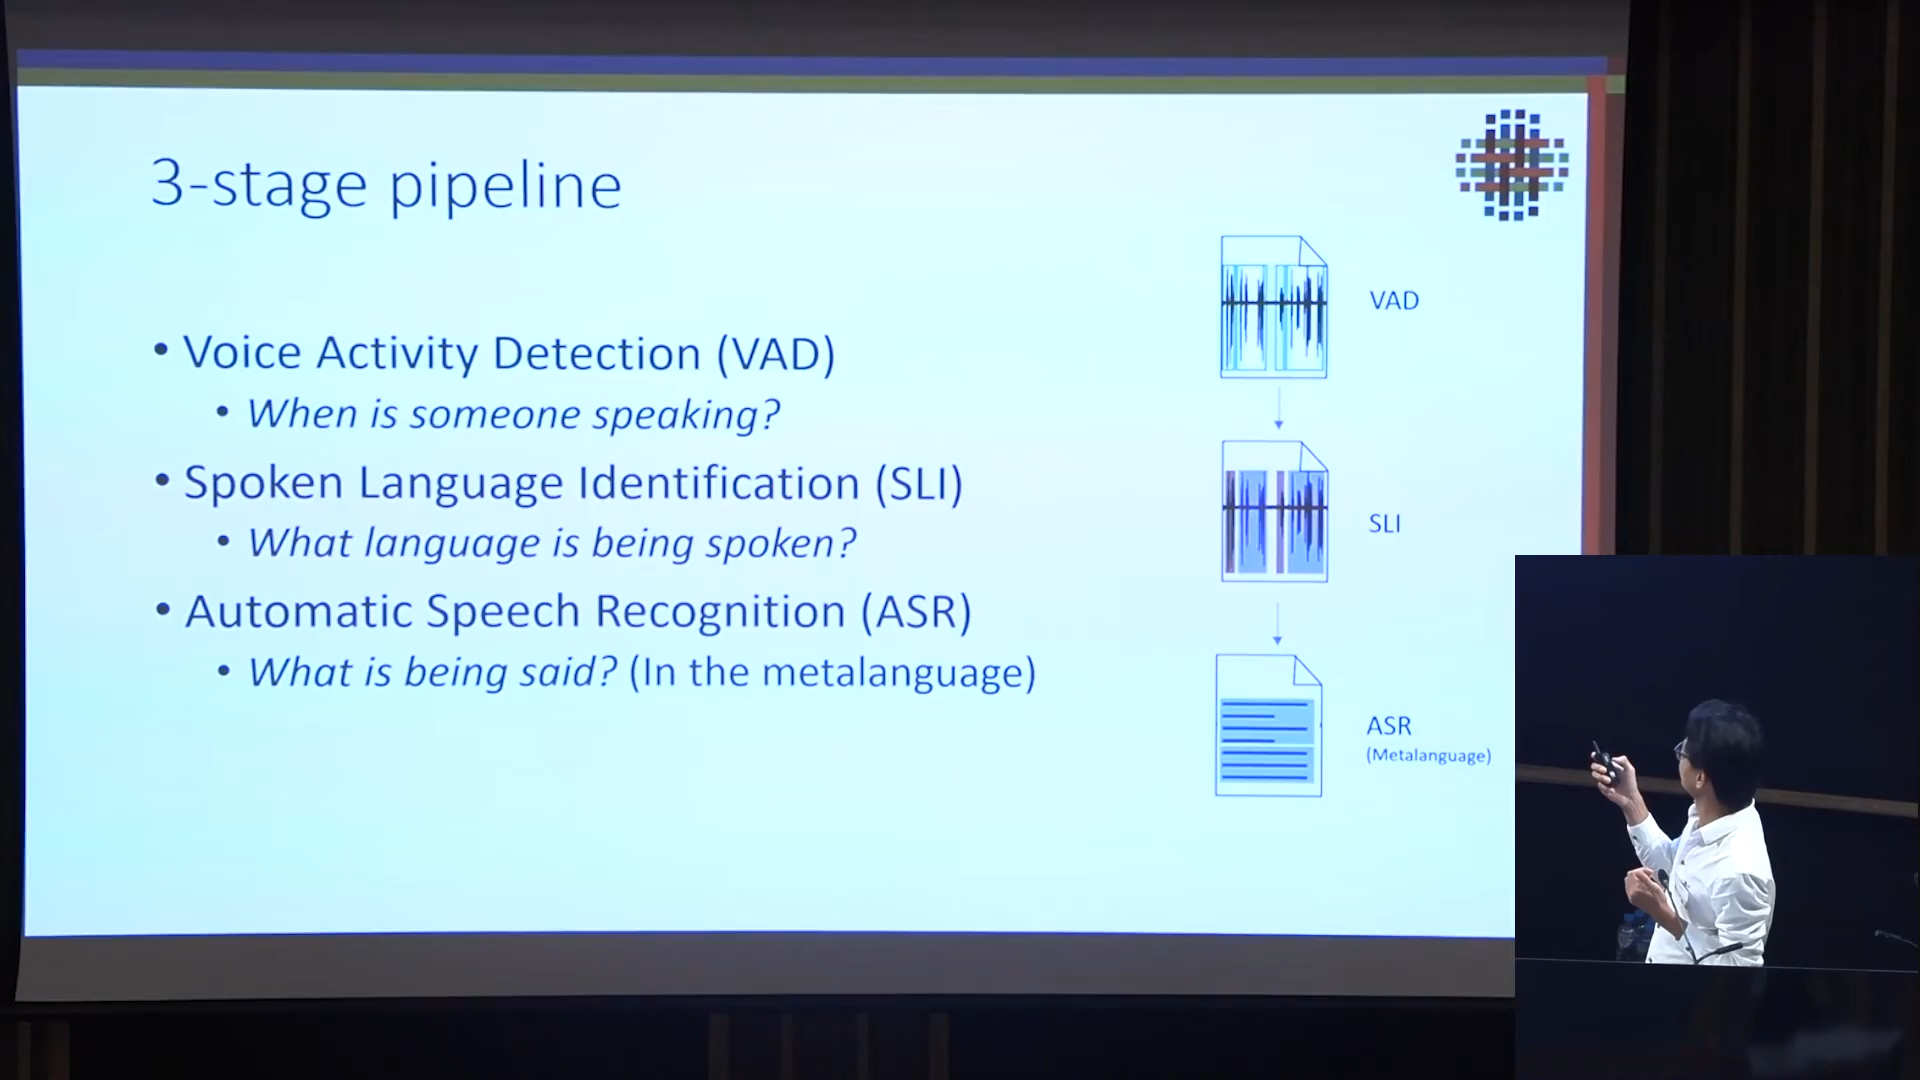 3-stage pipeline
• Voice Activity Detection (VAD)
• When is someone speaking?
• Spoken Language Identification (SLI)
• What language is being spoken?
• Automatic Speech Recognition (ASR)
• What is being said? (In the metalanguage)
VAD
SLI
ASR
(Metalanguage)